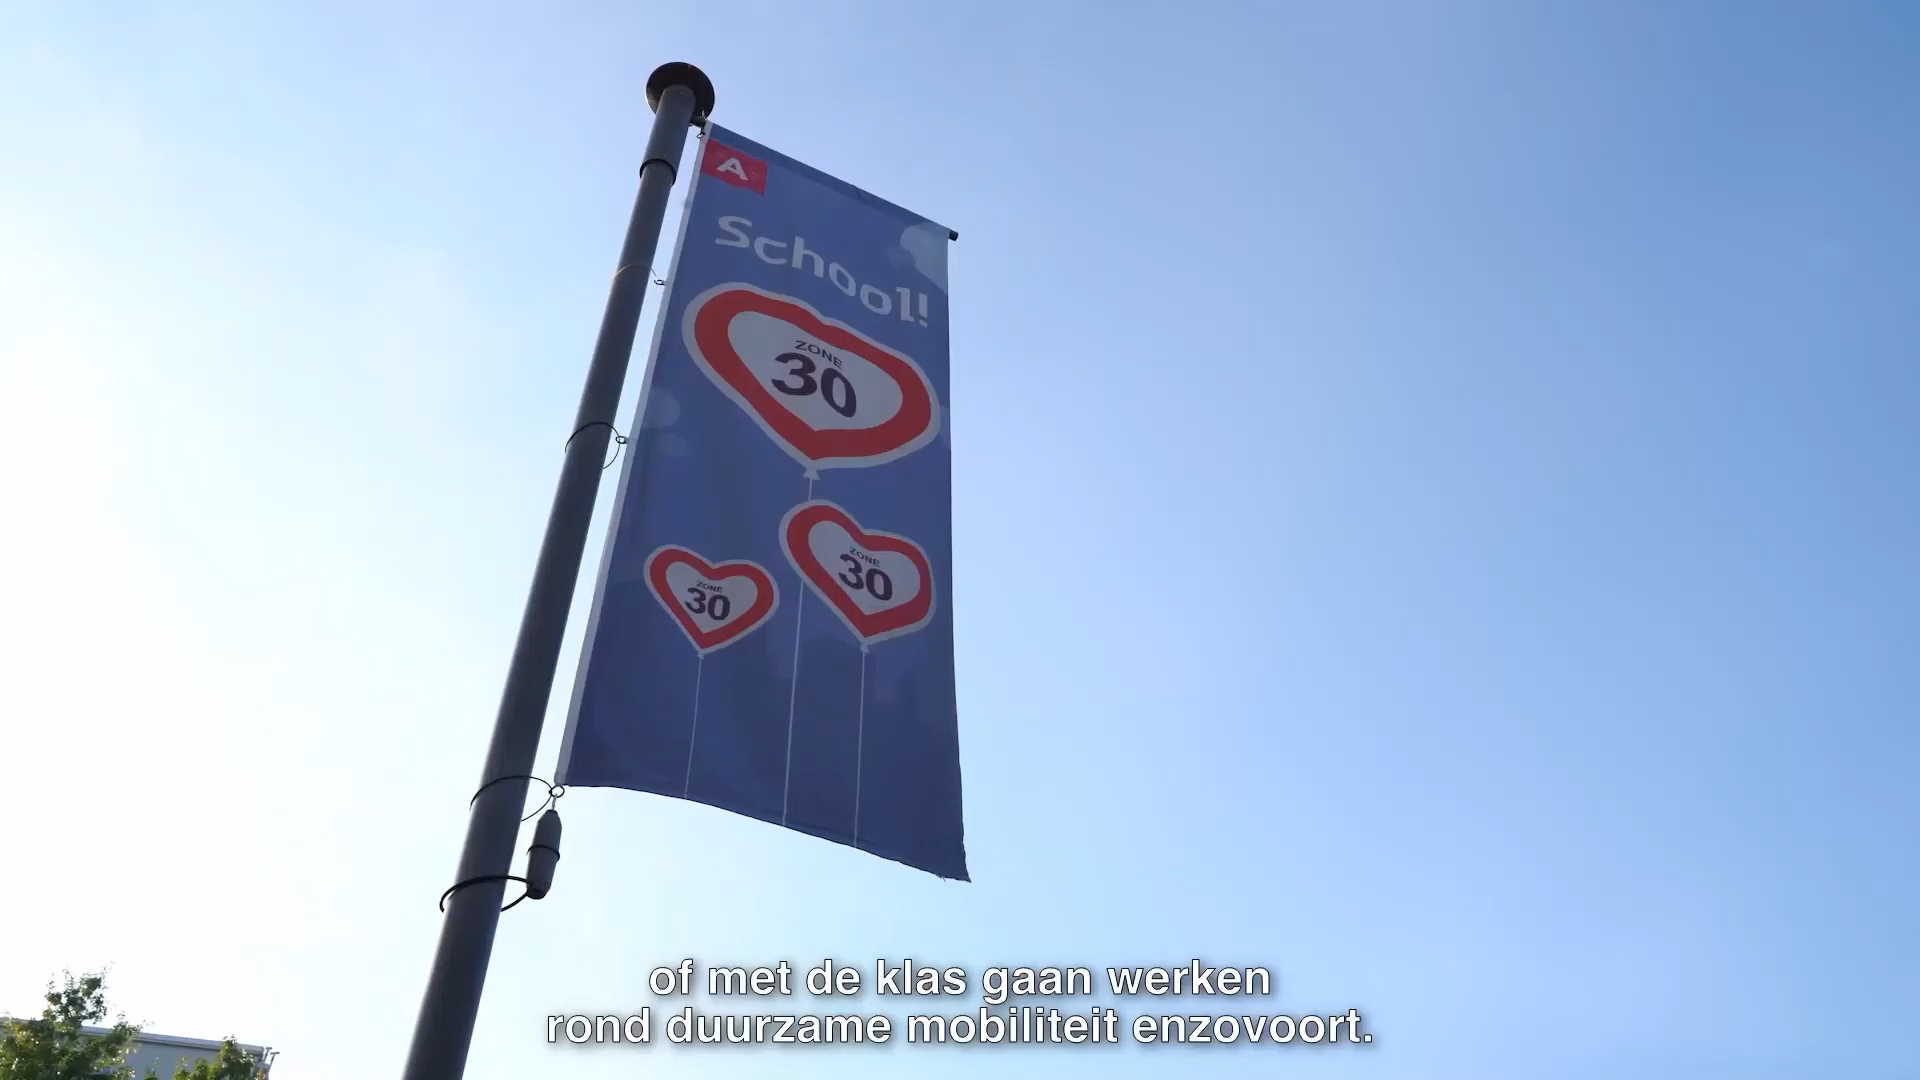 A
School!
ZONE
30
ZONE
30
ZONE
30
of met de klas gaan werken
rond duurzame mobiliteit enzovoort.